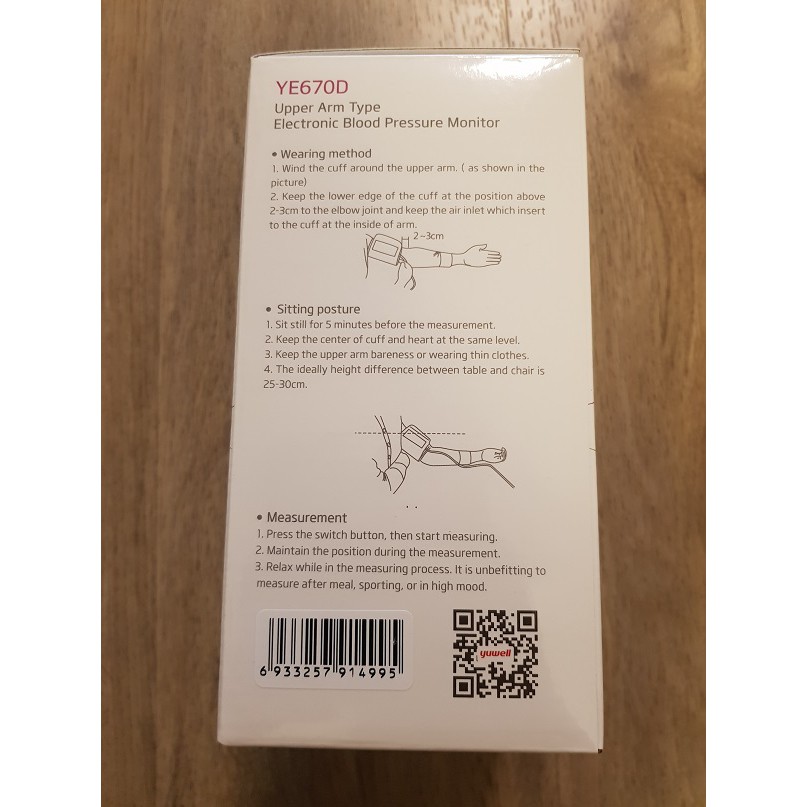 YE670D
Upper Arm Type
Electronic Blood Pressure Monitor
• Wearing method
1. Wind the cuff around the upper arm. ( as shown in the
picture)
2. Keep the lower edge of the cuff at the position above
2-3cm to the elbow joint and keep the air inlet which insert
to the cuff at the inside of arm.
2~3cm
• Sitting posture
1. Sit still for 5 minutes before the measurement.
2. Keep the center of cuff and heart at the same level.
3. Keep the upper arm bareness or wearing thin clothes.
4. The ideally height difference between table and chair is
25-30cm.
• Measurement
1. Press the switch button, then start measuring.
2. Maintain the position during the measurement.
3. Relax while in the measuring process. It is unbefitting to
measure after meal, sporting, or in high mood.
6 933257 914995
yuwell